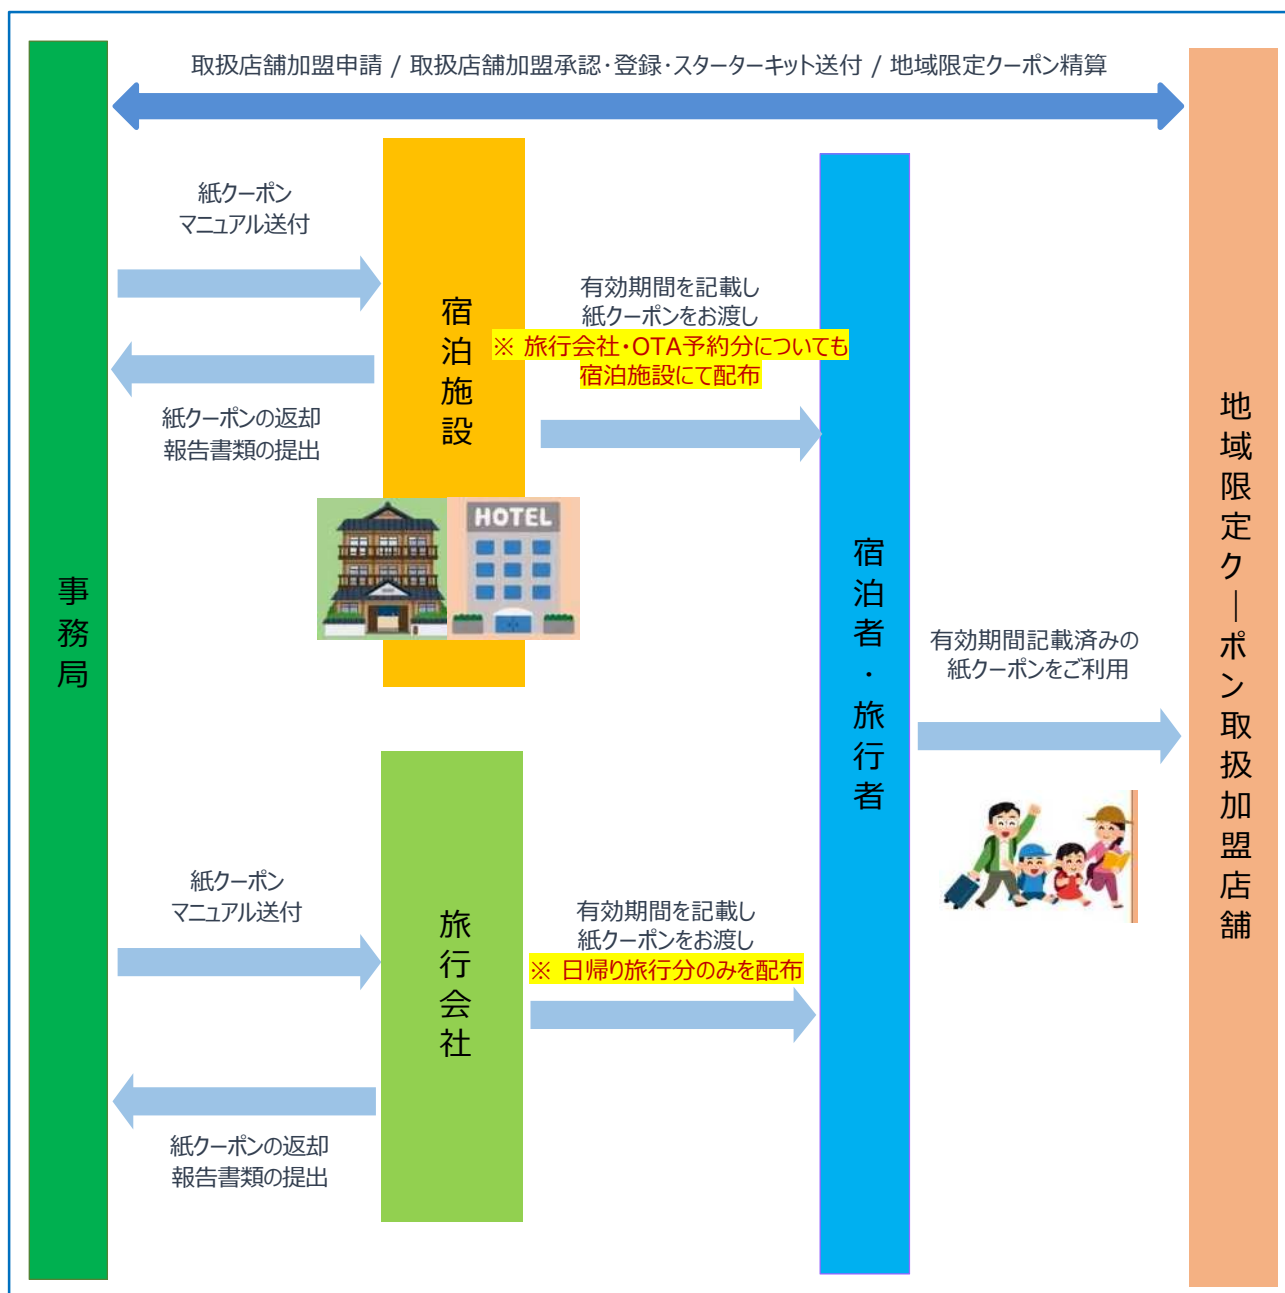 取扱店舗加盟申請 / 取扱店舗加盟承認・登録・スターターキット送付 / 地域限定クーポン精算
事務局
紙クーポン
マニュアル送付
紙クーポンの返却
報告書類の提出
宿泊施設
HOTEL
有効期間を記載し
紙クーポンをお渡し
※ 旅行会社・OTA予約分についても
宿泊施設にて配布
紙クーポン
マニュアル送付
紙クーポンの返却
報告書類の提出
旅行会社
有効期間を記載し
紙クーポンをお渡し
※ 日帰り旅行分のみを配布
宿泊者・旅行者
有効期間記載済みの
紙クーポンをご利用
地域限定クーポン取扱加盟店舗